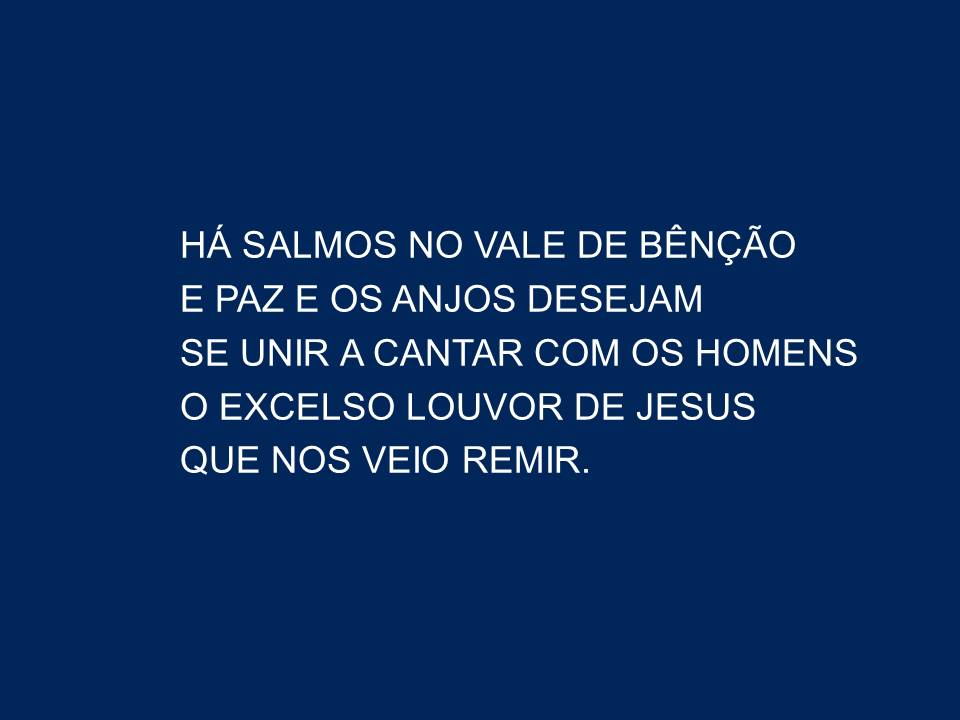 HÁ SALMOS NO VALE DE BÊNÇÃO
E PAZ E OS ANJOS DESEJAM
SE UNIR A CANTAR COM OS HOMENS
O EXCELSO LOUVOR DE JESUS
QUE NOS VEIO REMIR.